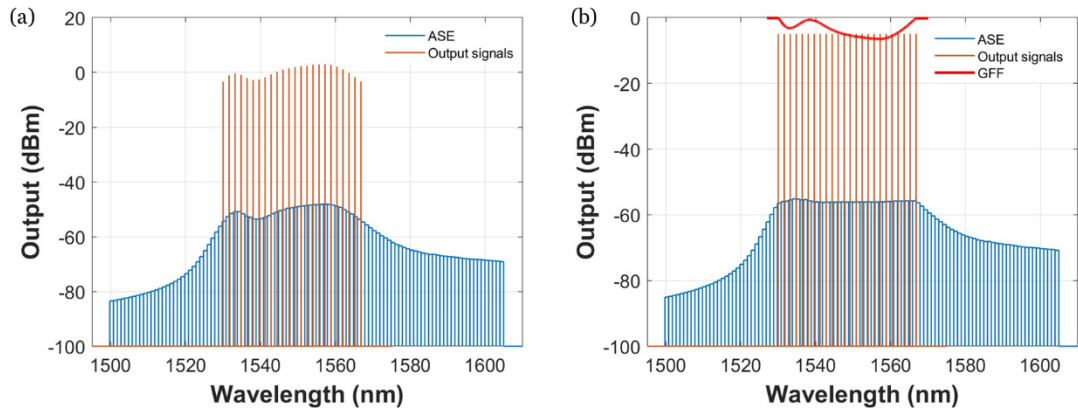 (a)
20
0
-20
-40
-60
-80
-100
Output (dBm)
ASE
Output signals
1500 1520 1540 1560 1580 1600
Wavelength (nm)
(b)
0
-20
-40
-60
-80
-100
Output (dBm)
ASE
Output signals
GFF
1500 1520 1540 1560 1580 1600
Wavelength (nm)